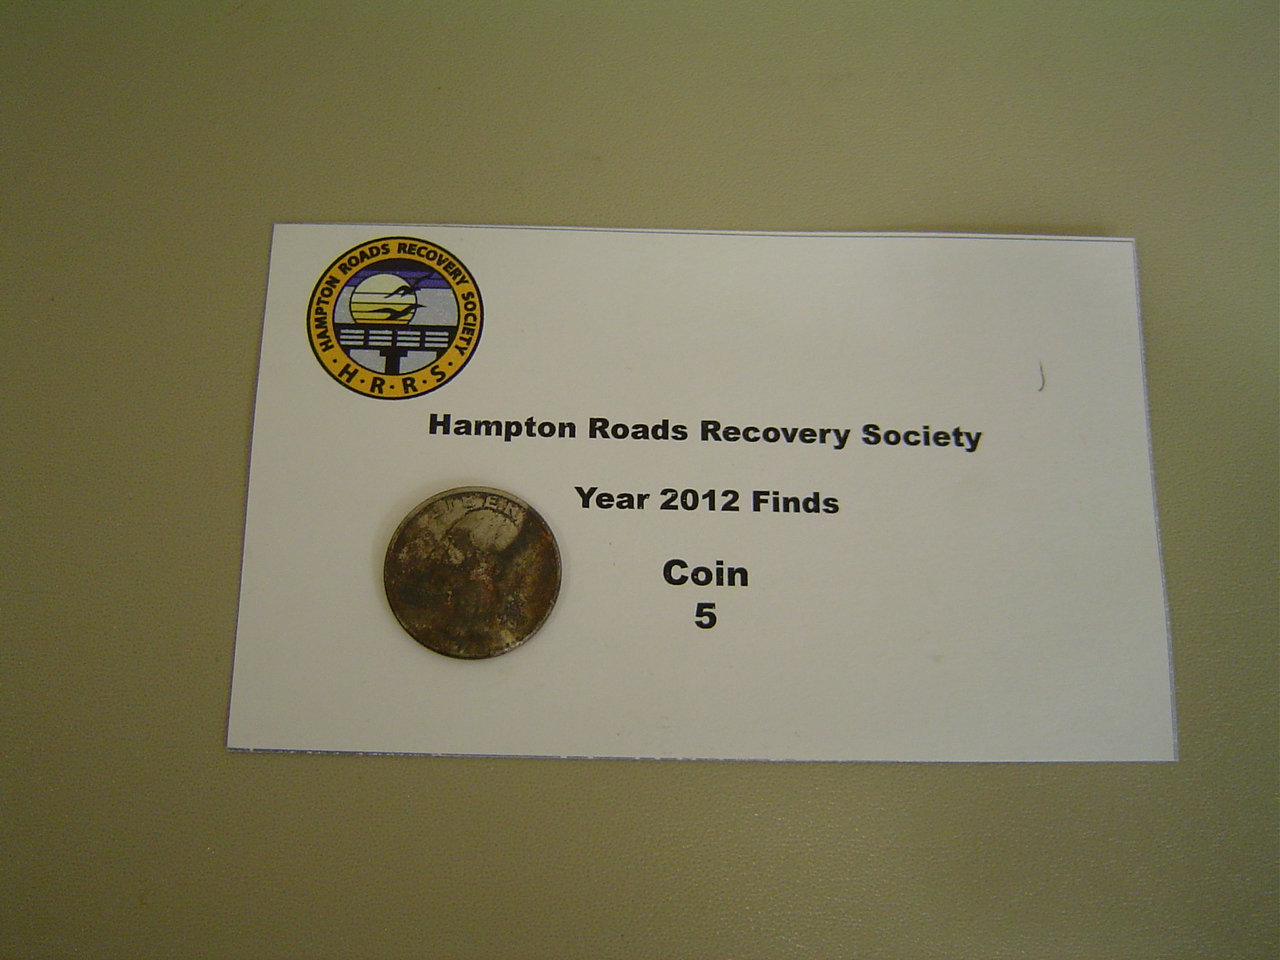 HAMPTON ROADS RECOVERY SOCIETY
· H · R · R · S ·
Hampton Roads Recovery Society
Year 2012 Finds
Coin
5